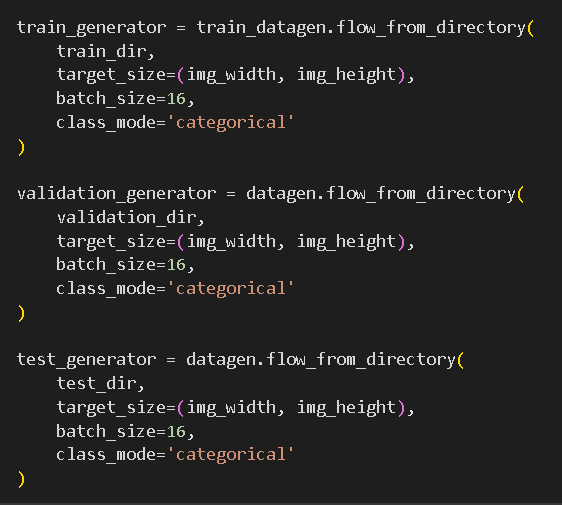 train_generator = train_datagen.flow_from_directory(
    train_dir,
    target_size=(img_width, img_height),
    batch_size=16,
    class_mode='categorical'
)
validation_generator = datagen.flow_from_directory(
    validation_dir,
    target_size=(img_width, img_height),
    batch_size=16,
    class_mode='categorical'
)
test_generator = datagen.flow_from_directory(
    test_dir,
    target_size=(img_width, img_height),
    batch_size=16,
    class_mode='categorical'
)